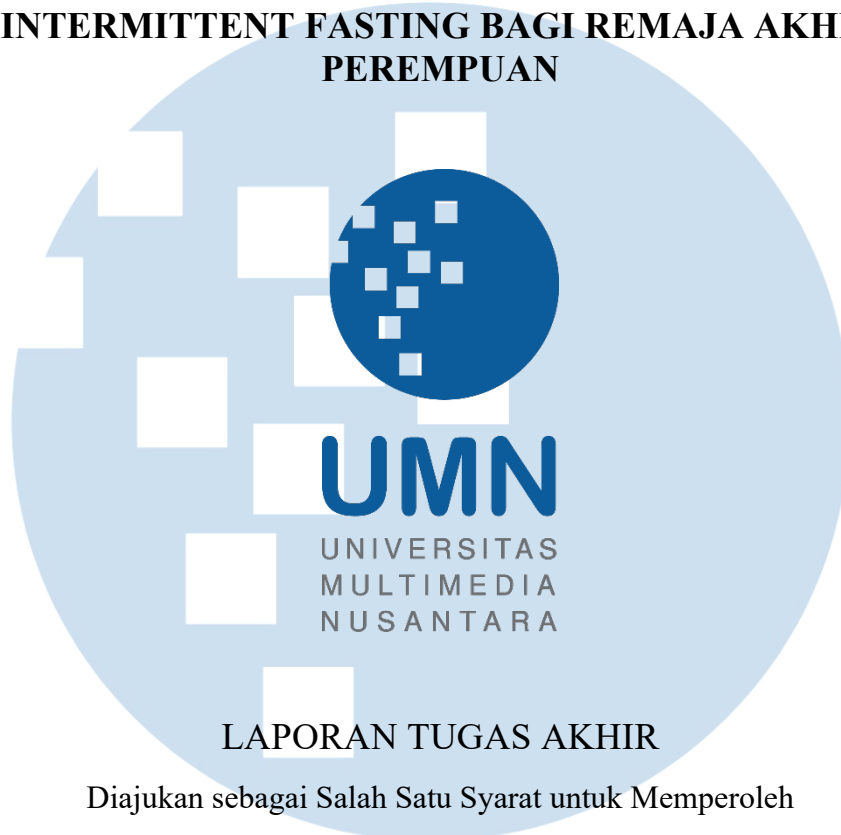 INTERMITTENT FASTING BAGI REMAJA AKH
PEREMPUAN
UMN
UNIVERSITAS
MULTIMEDIA
NUSANTARA
LAPORAN TUGAS AKHIR
Diajukan sebagai Salah Satu Syarat untuk Memperoleh